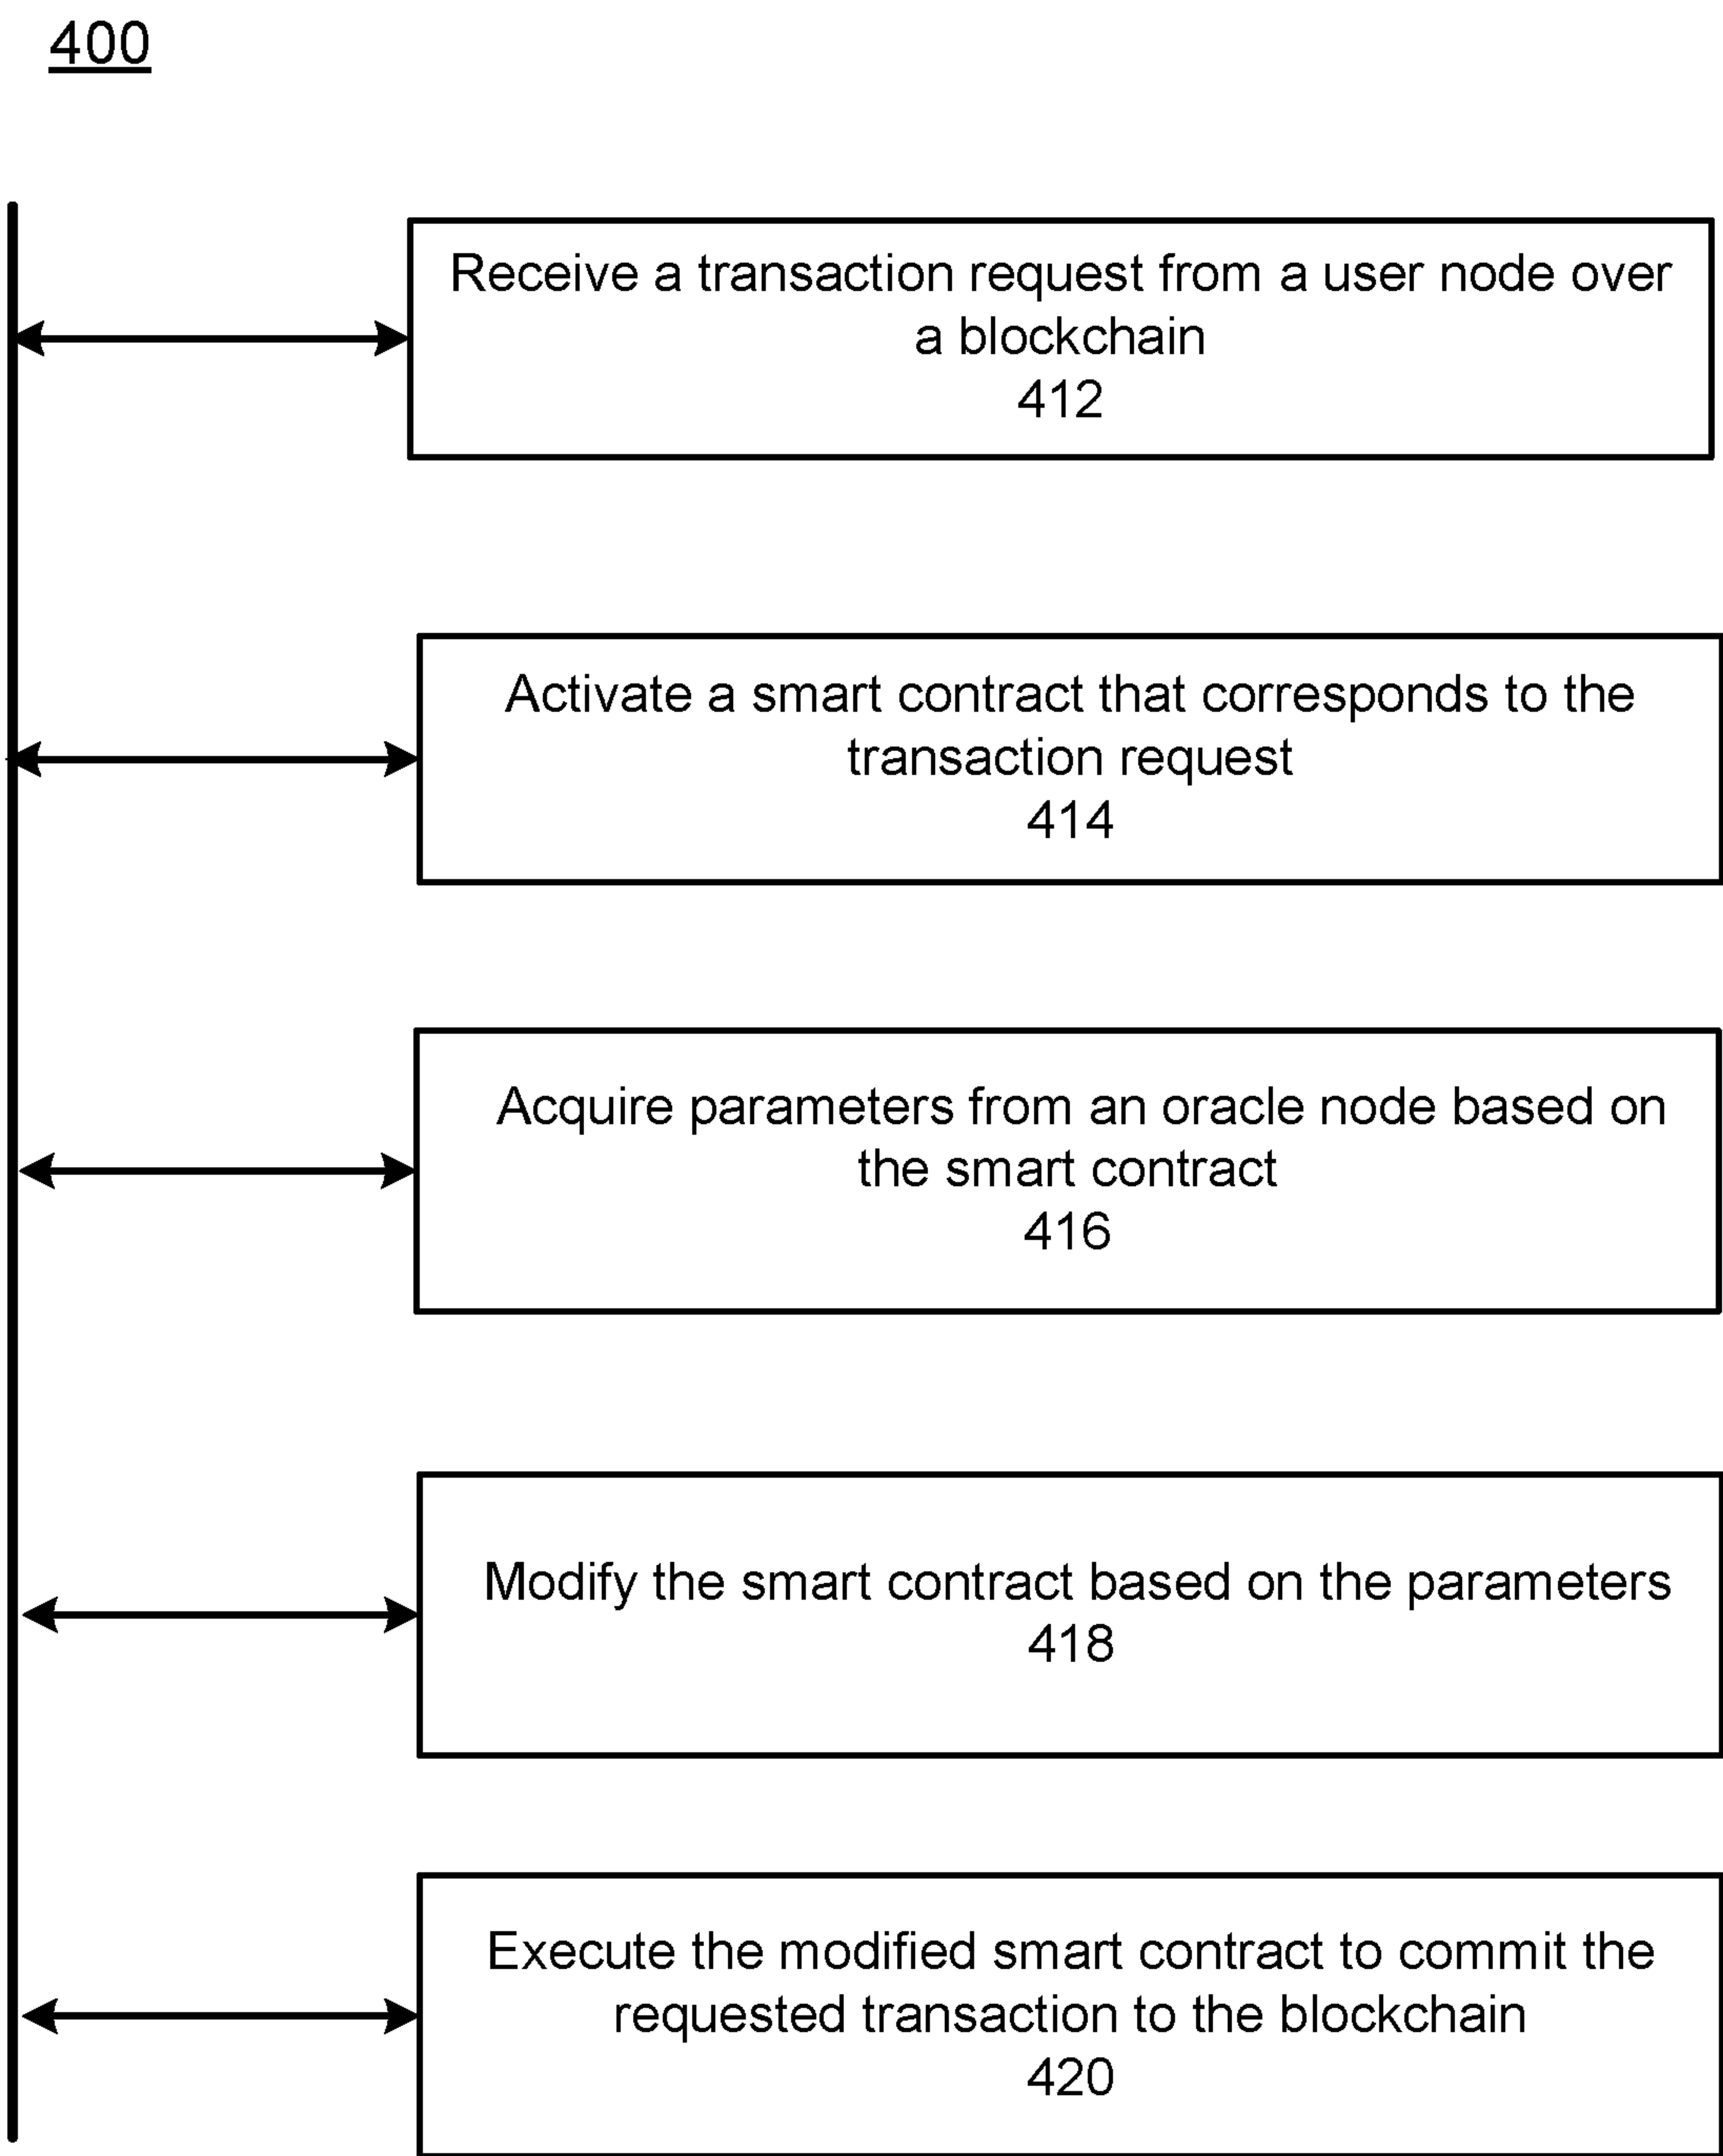 400
Receive a transaction request from a user node over
a blockchain
412
Activate a smart contract that corresponds to the
transaction request
414
Acquire parameters from an oracle node based on
the smart contract
416
Modify the smart contract based on the parameters
418
Execute the modified smart contract to commit the
requested transaction to the blockchain
420